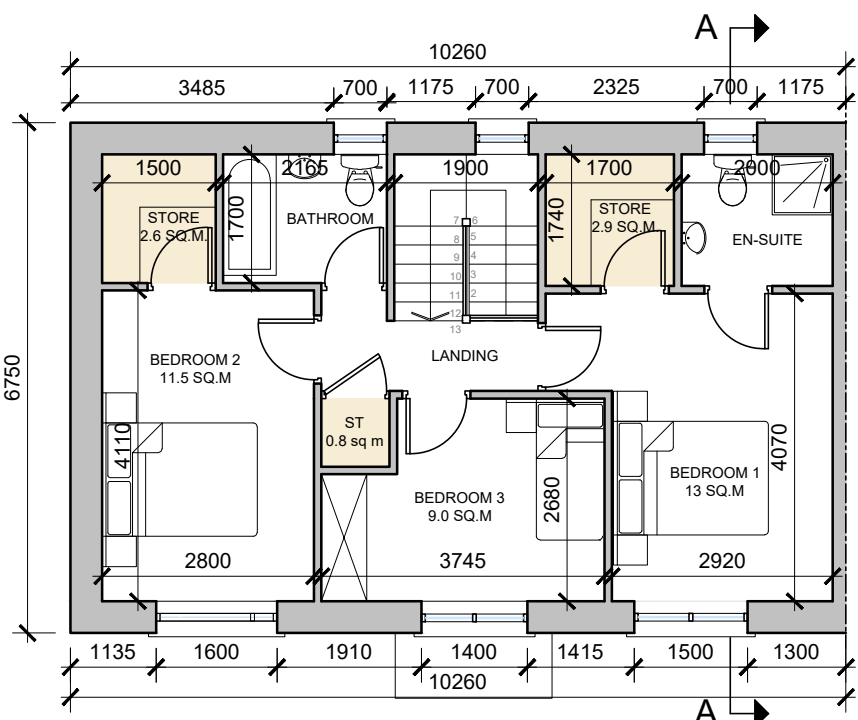 A
10260
3485
700
1175
700
2325
700
1175
1500
2165
1900
1700
2000
STORE
2.6 SQ.M.
1700
BATHROOM
7 6
8 5
9 4
10 3
11 2
12
13
1740
STORE
2.9 SQ.M
EN-SUITE
6750
BEDROOM 2
11.5 SQ.M
LANDING
4110
ST
0.8 sq m
BEDROOM 3
9.0 SQ.M
2680
BEDROOM 1
13 SQ.M
4070
2800
3745
2920
1135
1600
1910
1400
1415
1500
1300
10260
A